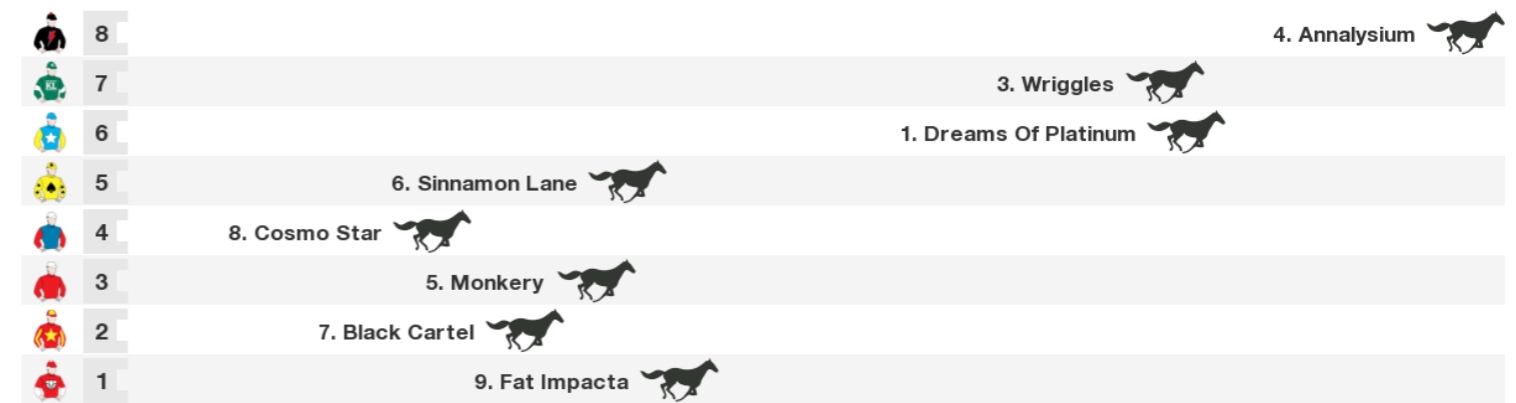 8 4. Annalysium
7 3. Wriggles
6 1. Dreams Of Platinum
5 6. Sinnamon Lane
4 8. Cosmo Star
3 5. Monkery
2 7. Black Cartel
1 9. Fat Impacta